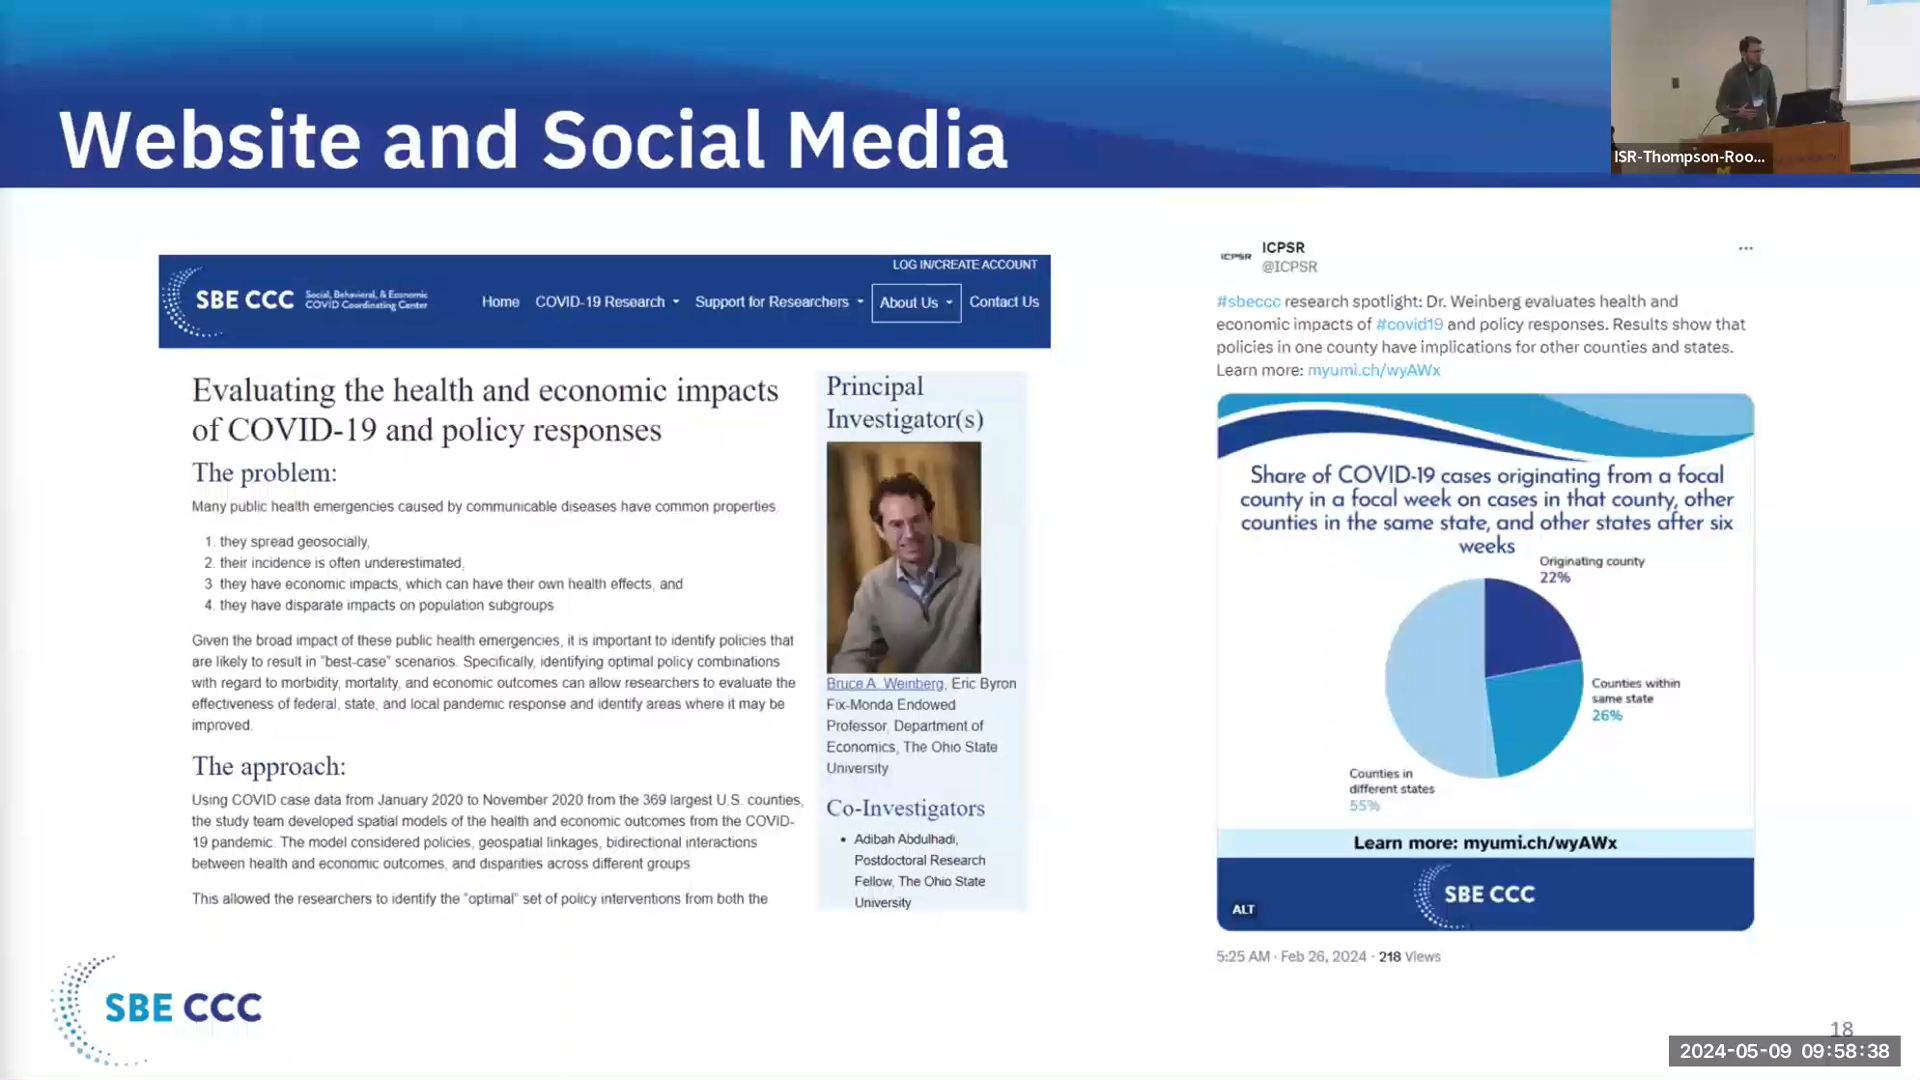 Website and Social Media
ISR-Thompson-Roo...
LOG IN/CREATE ACCOUNT
SBE CCC
Social, Behavioral, & Economic
COVID Coordinating Center
Home COVID-19 Research Support for Researchers About Us Contact Us
Evaluating the health and economic impacts
of COVID-19 and policy responses
The problem:
Many public health emergencies caused by communicable diseases have common properties.
1. they spread geosocially,
2. their incidence is often underestimated,
3 they have economic impacts, which can have their own health effects, and
4. they have disparate impacts on population subgroups
Given the broad impact of these public health emergencies, it is important to identify policies that
are likely to result in "best-case" scenarios. Specifically, identifying optimal policy combinations
with regard to morbidity, mortality, and economic outcomes can allow researchers to evaluate the
effectiveness of federal, state, and local pandemic response and identify areas where it may be
improved.
The approach:
Using COVID case data from January 2020 to November 2020 from the 369 largest U.S. counties,
the study team developed spatial models of the health and economic outcomes from the COVID-
19 pandemic. The model considered policies, geospatial linkages, bidirectional interactions
between health and economic outcomes, and disparities across different groups
This allowed the researchers to identify the "optimal" set of policy interventions from both the
Principal
Investigator(s)
Bruce A. Weinberg, Eric Byron
Fix-Monda Endowed
Professor, Department of
Economics, The Ohio State
University
Co-Investigators
• Adibah Abdulhadi,
Postdoctoral Research
Fellow, The Ohio State
University
ICPSR
ICPSR
@ICPSR
...
#sbeccc research spotlight: Dr. Weinberg evaluates health and
economic impacts of #covid19 and policy responses. Results show that
policies in one county have implications for other counties and states.
Learn more: myumi.ch/wyAWx
Share of COVID-19 cases originating from a focal
county in a focal week on cases in that county, other
counties in the same state, and other states after six
weeks
Originating county
22%
Counties within
same state
26%
Counties in
different states
55%
Learn more: myumi.ch/wyAWx
SBE CCC
ALT
5:25 AM · Feb 26, 2024 · 218 Views
SBE CCC
18
2024-05-09 09:58:38